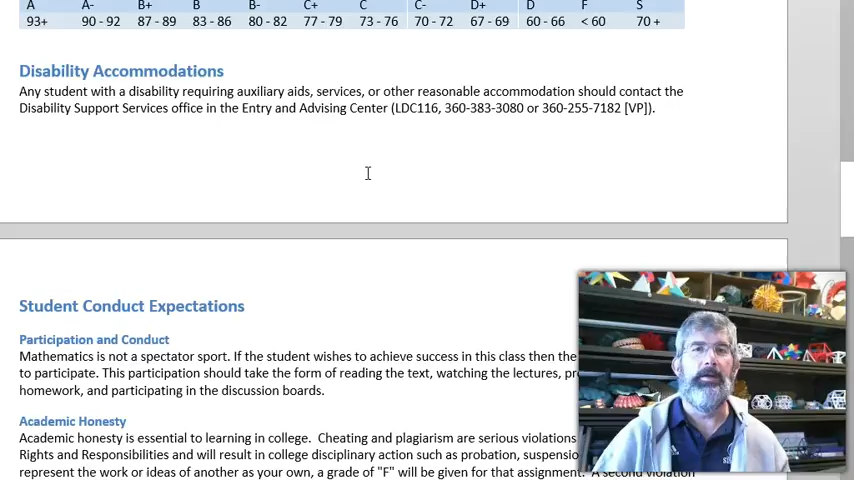 A A- B+ B B- C+ C C- D+ D F S
93+ 90 - 92 87 - 89 83 - 86 80 - 82 77 - 79 73 - 76 70 - 72 67 - 69 60 - 66 < 60 70 +
Disability Accommodations
Any student with a disability requiring auxiliary aids, services, or other reasonable accommodation should contact the
Disability Support Services office in the Entry and Advising Center (LDC116, 360-383-3080 or 360-255-7182 [VP]).
Student Conduct Expectations
Participation and Conduct
Mathematics is not a spectator sport. If the student wishes to achieve success in this class then the
to participate. This participation should take the form of reading the text, watching the lectures,
homework, and participating in the discussion boards.
Academic Honesty
Academic honesty is essential to learning in college. Cheating and plagiarism are serious violations
Rights and Responsibilities and will result in college disciplinary action such as probation,
represent the work or ideas of another as your own, a grade of "F" will be given for that assignment. A second violation